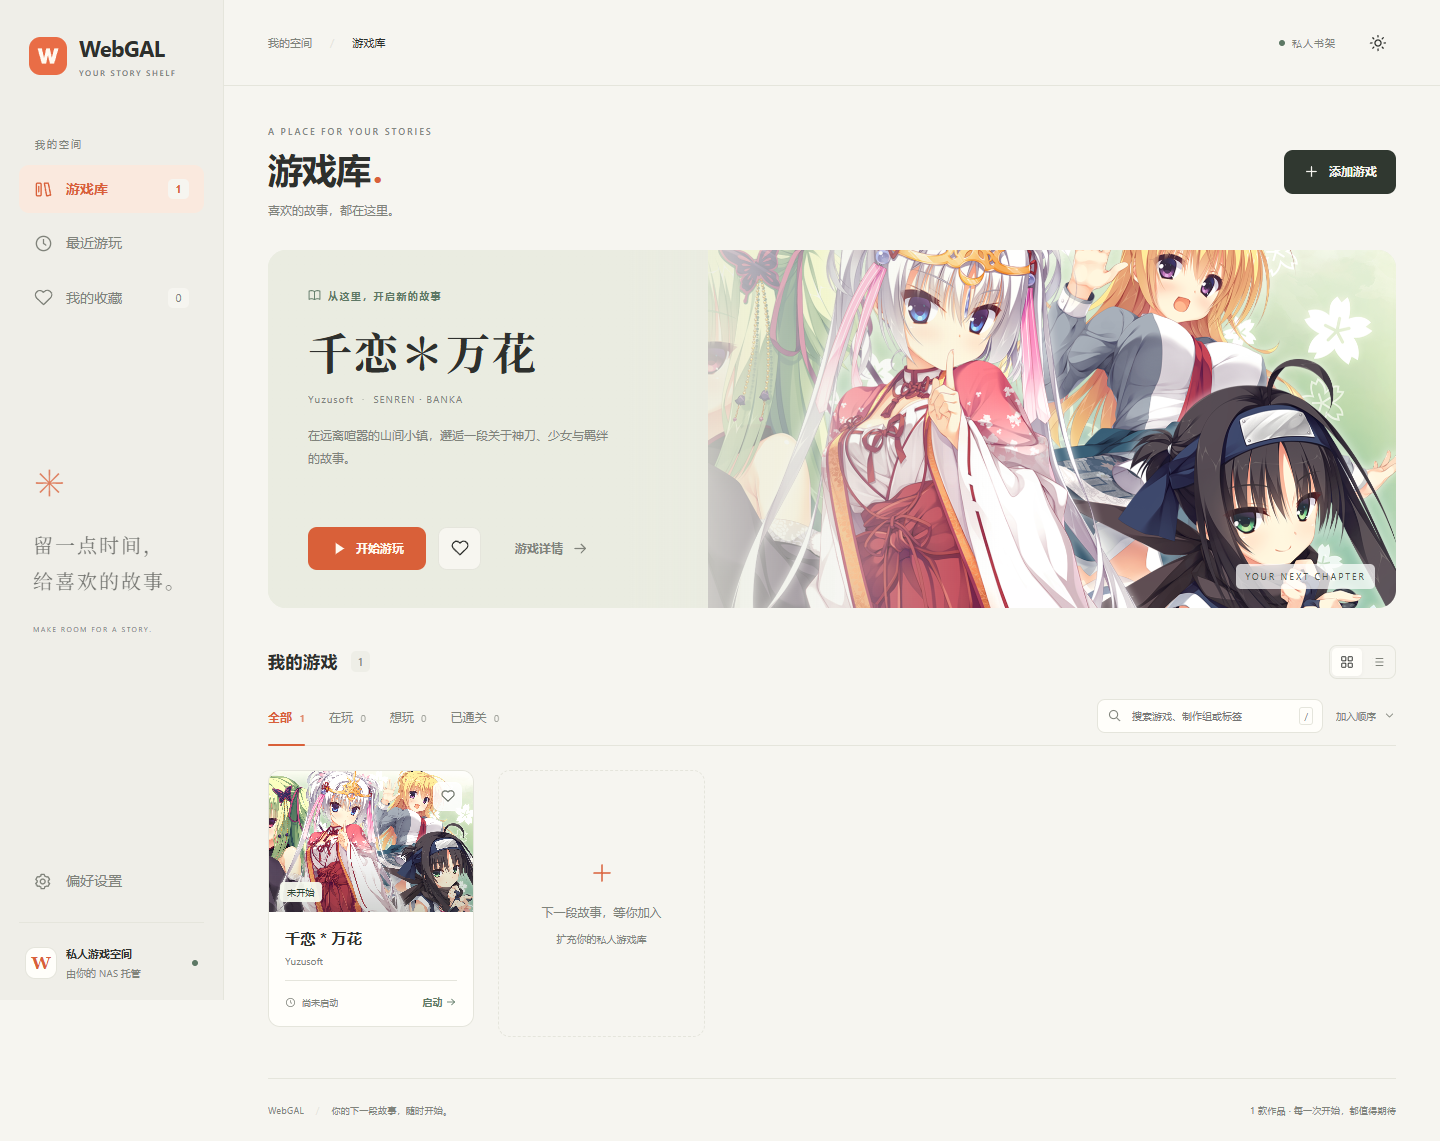 W
WebGAL
YOUR STORY SHELF
我的空间
游戏库 1
最近游玩
我的收藏 0
留一点时间,
给喜欢的故事。
MAKE ROOM FOR A STORY.
偏好设置
W
私人游戏空间
由你的 NAS 托管
我的空间 / 游戏库
私人书架
A PLACE FOR YOUR STORIES
游戏库.
喜欢的故事，都在这里。
添加游戏
从这里，开启新的故事
千恋＊万花
Yuzusoft · SENREN · BANKA
在远离喧嚣的山间小镇，邂逅一段关于神刀、少女与羁绊
的故事。
开始游玩
游戏详情 →
YOUR NEXT CHAPTER
我的游戏 1
全部 1 在玩 0 想玩 0 已通关 0
搜索游戏、制作组或标签 /
加入顺序
未开始
千恋 * 万花
Yuzusoft
尚未启动
启动 →
下一段故事，等你加入
扩充你的私人游戏库
WebGAL / 你的下一段故事，随时开始。
1 款作品 · 每一次开始，都值得期待